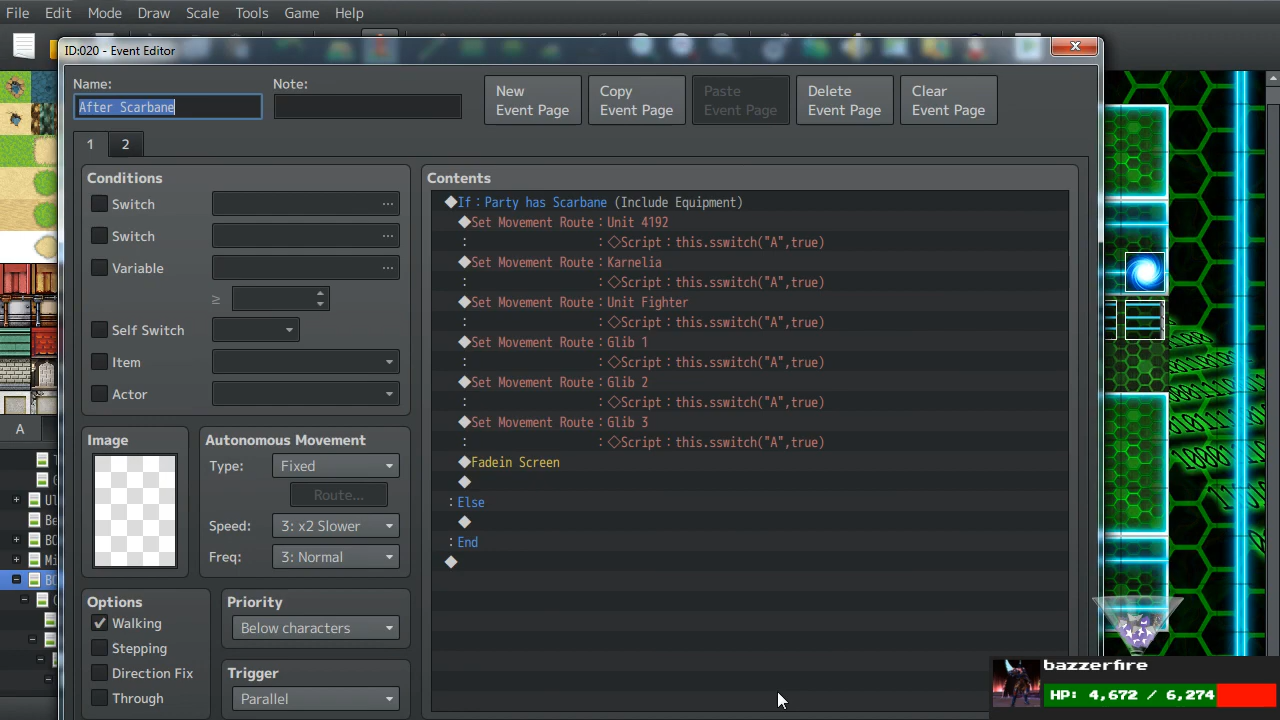 File Edit Mode Draw Scale Tools Game Help
ID:020 - Event Editor
Name:
Note:
After Scarbane
New Event Page
Copy Event Page
Paste Event Page
Delete Event Page
Clear Event Page
1 2
Conditions
Switch ...
Switch ...
Variable ...
≥
Self Switch
Item
Actor
Image
Autonomous Movement
Type: Fixed
Route...
Speed: 3: x2 Slower
Freq: 3: Normal
Options
Walking
Stepping
Direction Fix
Through
Priority
Below characters
Trigger
Parallel
Contents
◆If：Party has Scarbane (Include Equipment)
◆Set Movement Route：Unit 4192
： ：◇Script：this.sswitch("A",true)
◆Set Movement Route：Karnelia
： ：◇Script：this.sswitch("A",true)
◆Set Movement Route：Unit Fighter
： ：◇Script：this.sswitch("A",true)
◆Set Movement Route：Glib 1
： ：◇Script：this.sswitch("A",true)
◆Set Movement Route：Glib 2
： ：◇Script：this.sswitch("A",true)
◆Set Movement Route：Glib 3
： ：◇Script：this.sswitch("A",true)
◆Fadein Screen
◆
：Else
◆
：End
◆
A
bazzerfire
HP: 4,672 / 6,274